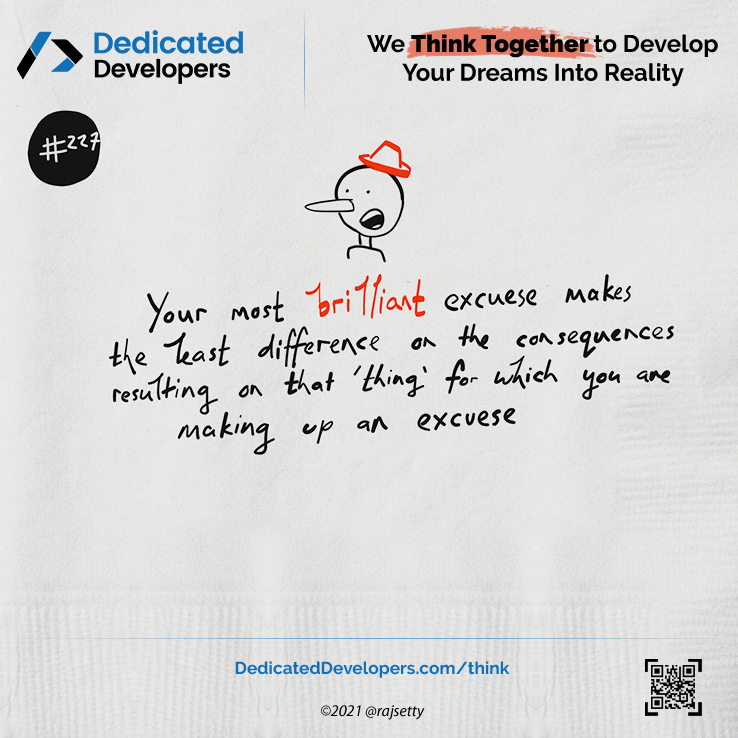 Dedicated
Developers
We Think Together to Develop
Your Dreams Into Reality
#227
Your most brilliant excuese makes
the least difference on the consequences
resulting on that 'thing' for which you are
making up an excuese
DedicatedDevelopers.com/think
©2021 @rajsetty